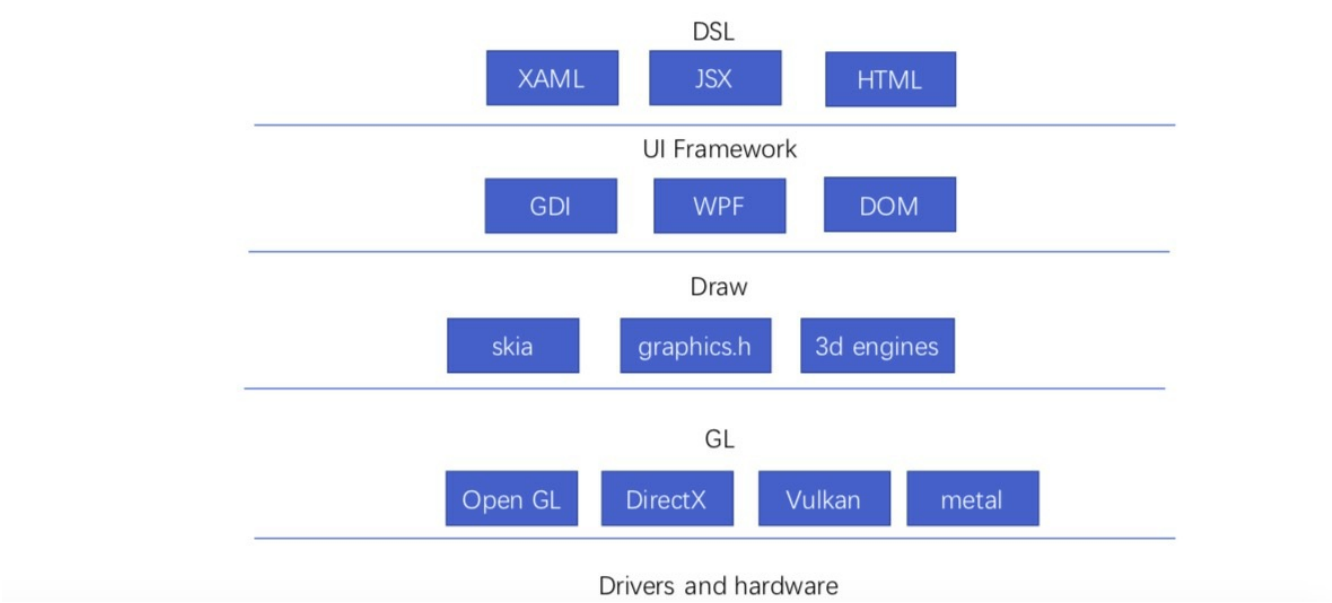 DSL
XAML JSX HTML
UI Framework
GDI WPF DOM
Draw
skia graphics.h 3d engines
GL
Open GL DirectX Vulkan metal
Drivers and hardware